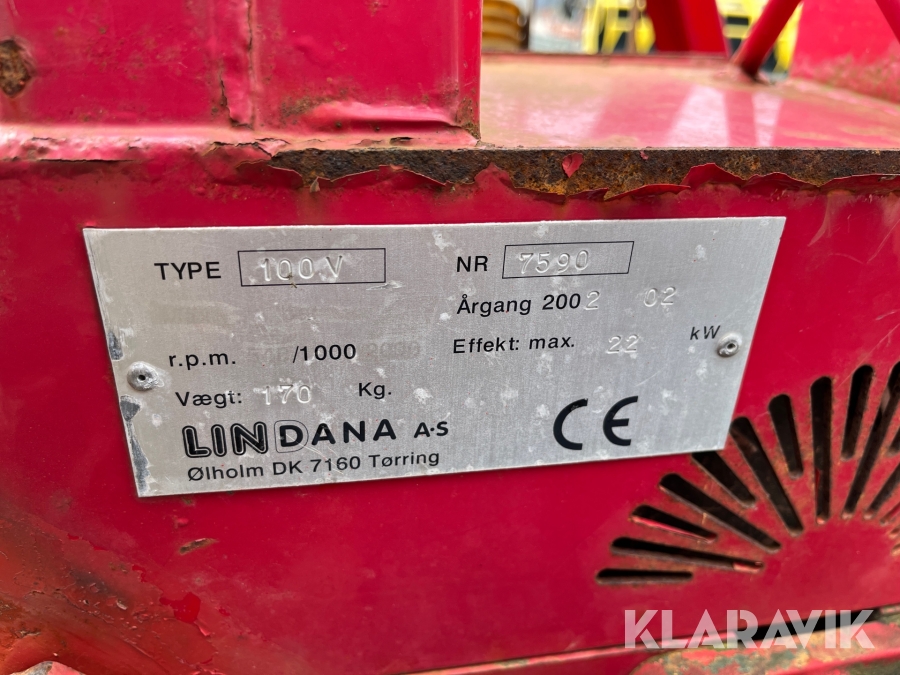 TYPE 100 V NR 7590
Årgang 2002 02
r.p.m. /1000 Effekt: max. 22 kW
Vægt: 170 Kg.
LINDANA A·S CE
Ølholm DK 7160 Tørring
KLARAVIK